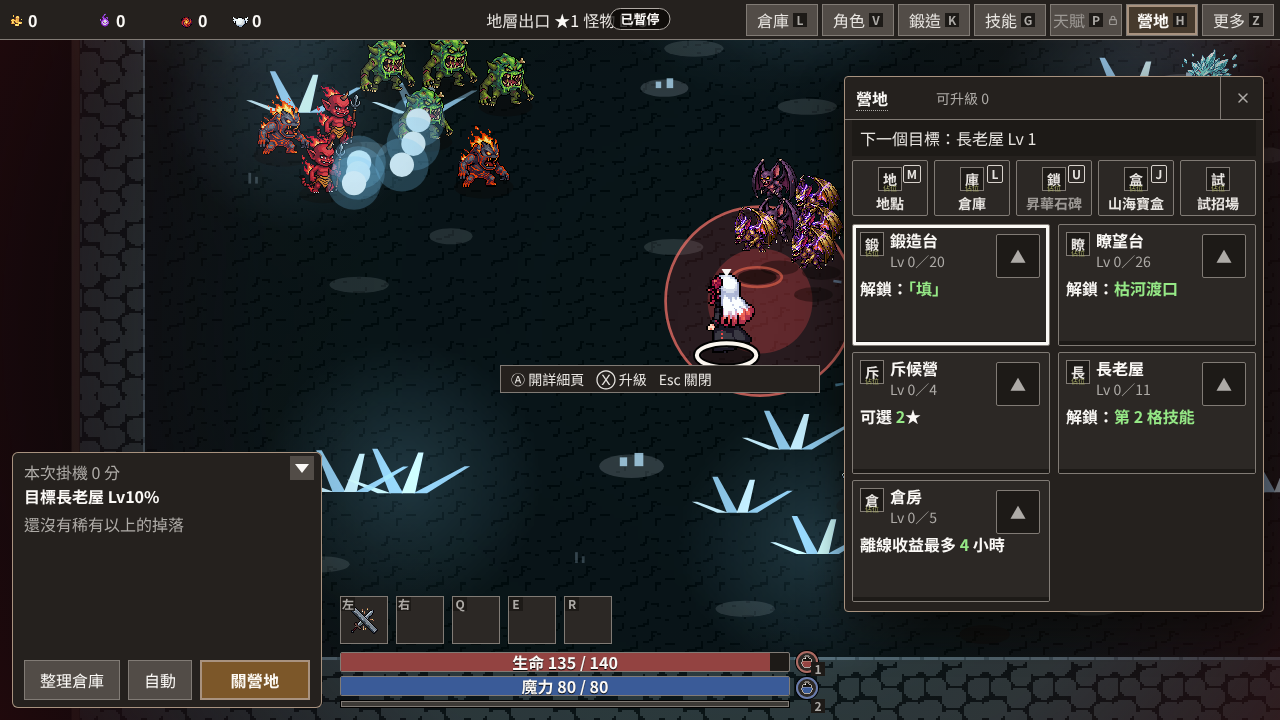 0
0
0
0
地層出口 ★1 怪物
已暫停
倉庫 L
角色 V
鍛造 K
技能 G
天賦 P
營地 H
更多 Z
營地
可升級 0
×
下一個目標：長老屋 Lv 1
地 M
地點
庫 L
倉庫
鎖 U
昇華石碑
盒 J
山海寶盒
試
試招場
鍛
鍛造台
Lv 0／20
解鎖：「填」
瞭
瞭望台
Lv 0／26
解鎖：枯河渡口
斥
斥候營
Lv 0／4
可選 2★
長
長老屋
Lv 0／11
解鎖：第 2 格技能
倉
倉房
Lv 0／5
離線收益最多 4 小時
A 開詳細頁 X 升級 Esc 關閉
本次掛機 0 分
目標長老屋 Lv10%
還沒有稀有以上的掉落
整理倉庫
自動
關營地
左
右
Q
E
R
生命 135 / 140
1
魔力 80 / 80
2